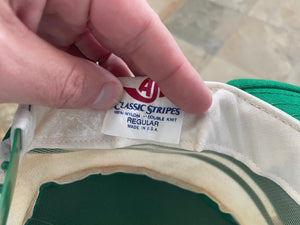 AJD
CLASSIC STRIPES
100% NYLON - DOUBLE KNIT
REGULAR
MADE IN U.S.A.